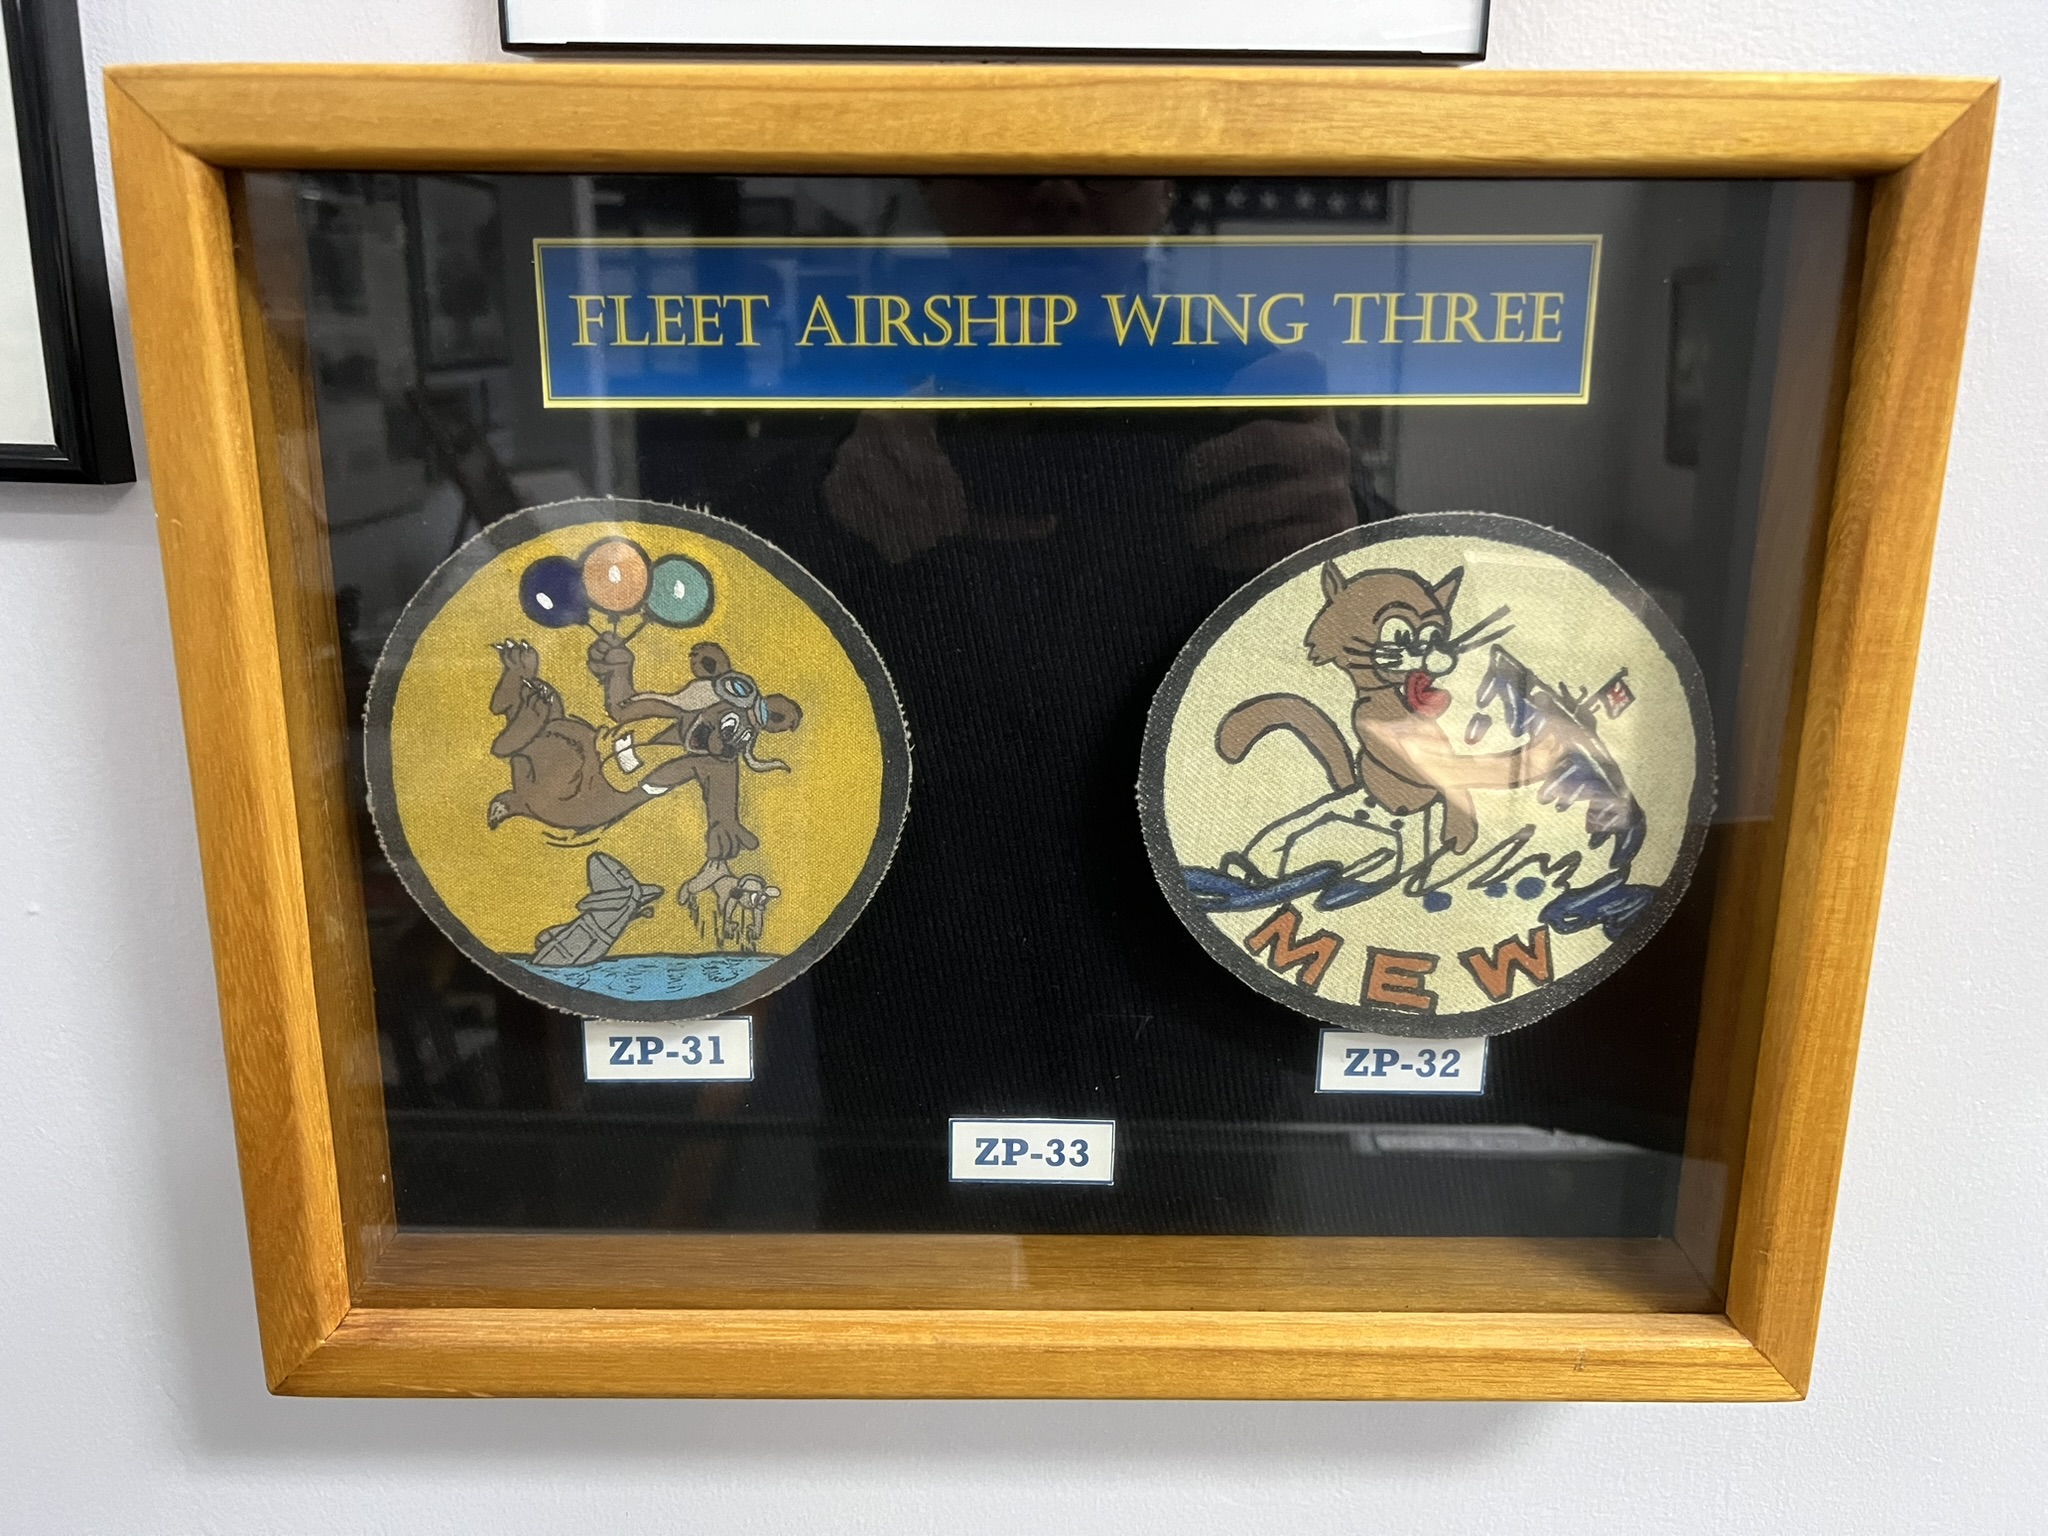 FLEET AIRSHIP WING THREE
MEW
ZP-31
ZP-32
ZP-33